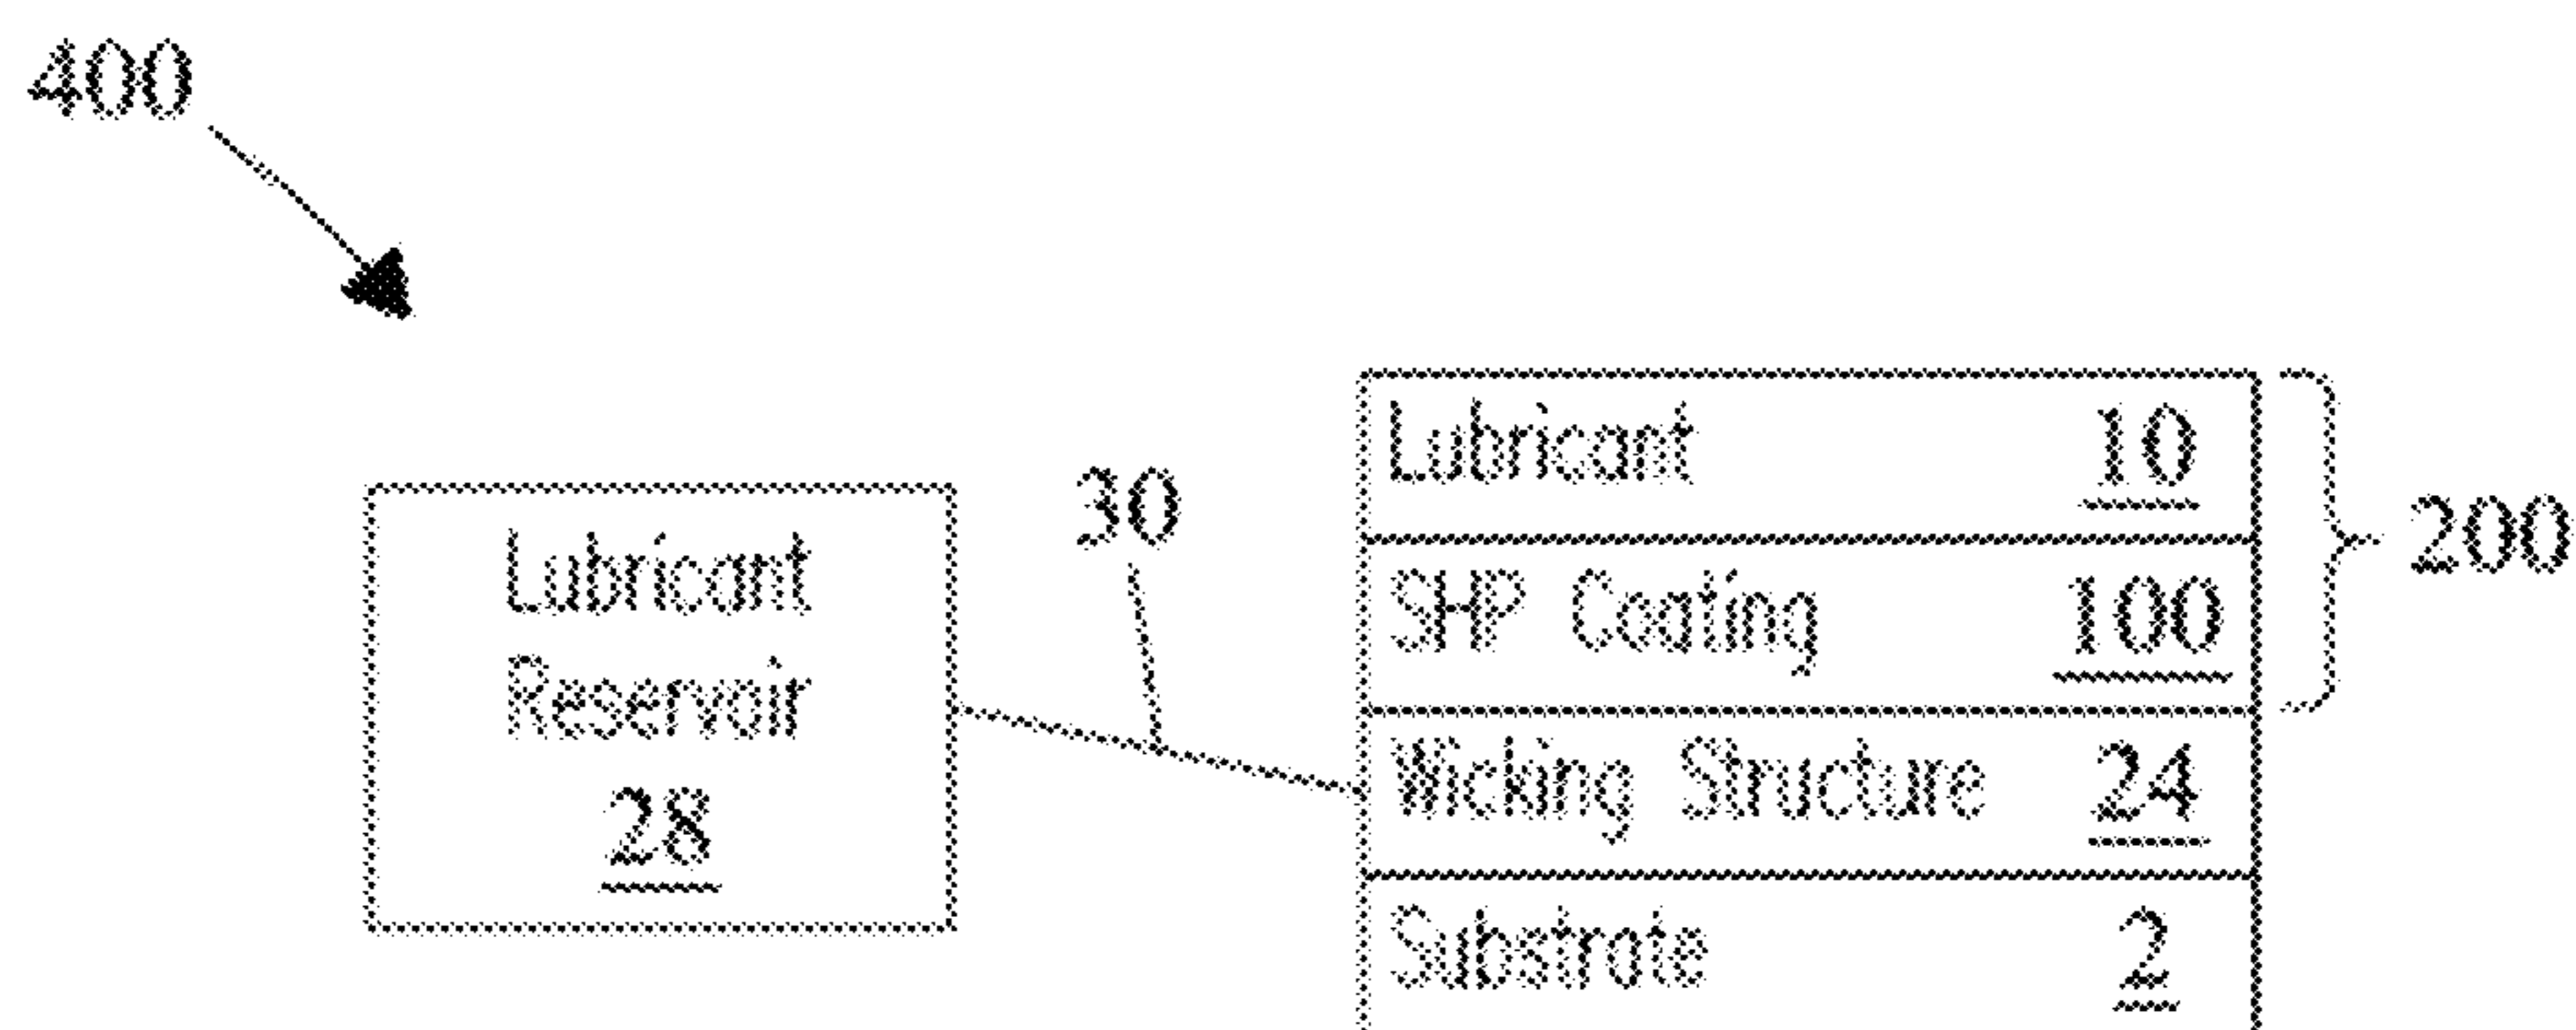 400
Lubricant 10
30
200
Lubricant
Reservoir
28
SHP Coating 100
Wicking Structure 24
Substrate 2